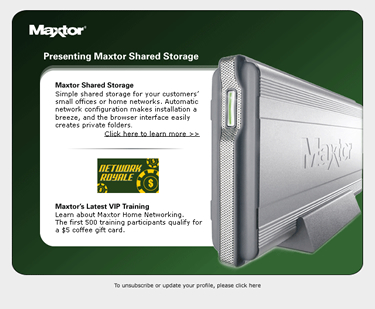 Maxtor
Presenting Maxtor Shared Storage
Maxtor Shared Storage
Simple shared storage for your customers'
small offices or home networks. Automatic
network configuration makes installation a
breeze, and the browser interface easily
creates private folders.
Click here to learn more >>
NETWORK
ROYALE
$
Maxtor's Latest VIP Training
Learn about Maxtor Home Networking.
The first 500 training participants qualify for
a $5 coffee gift card.
Maxtor
To unsubscribe or update your profile, please click here